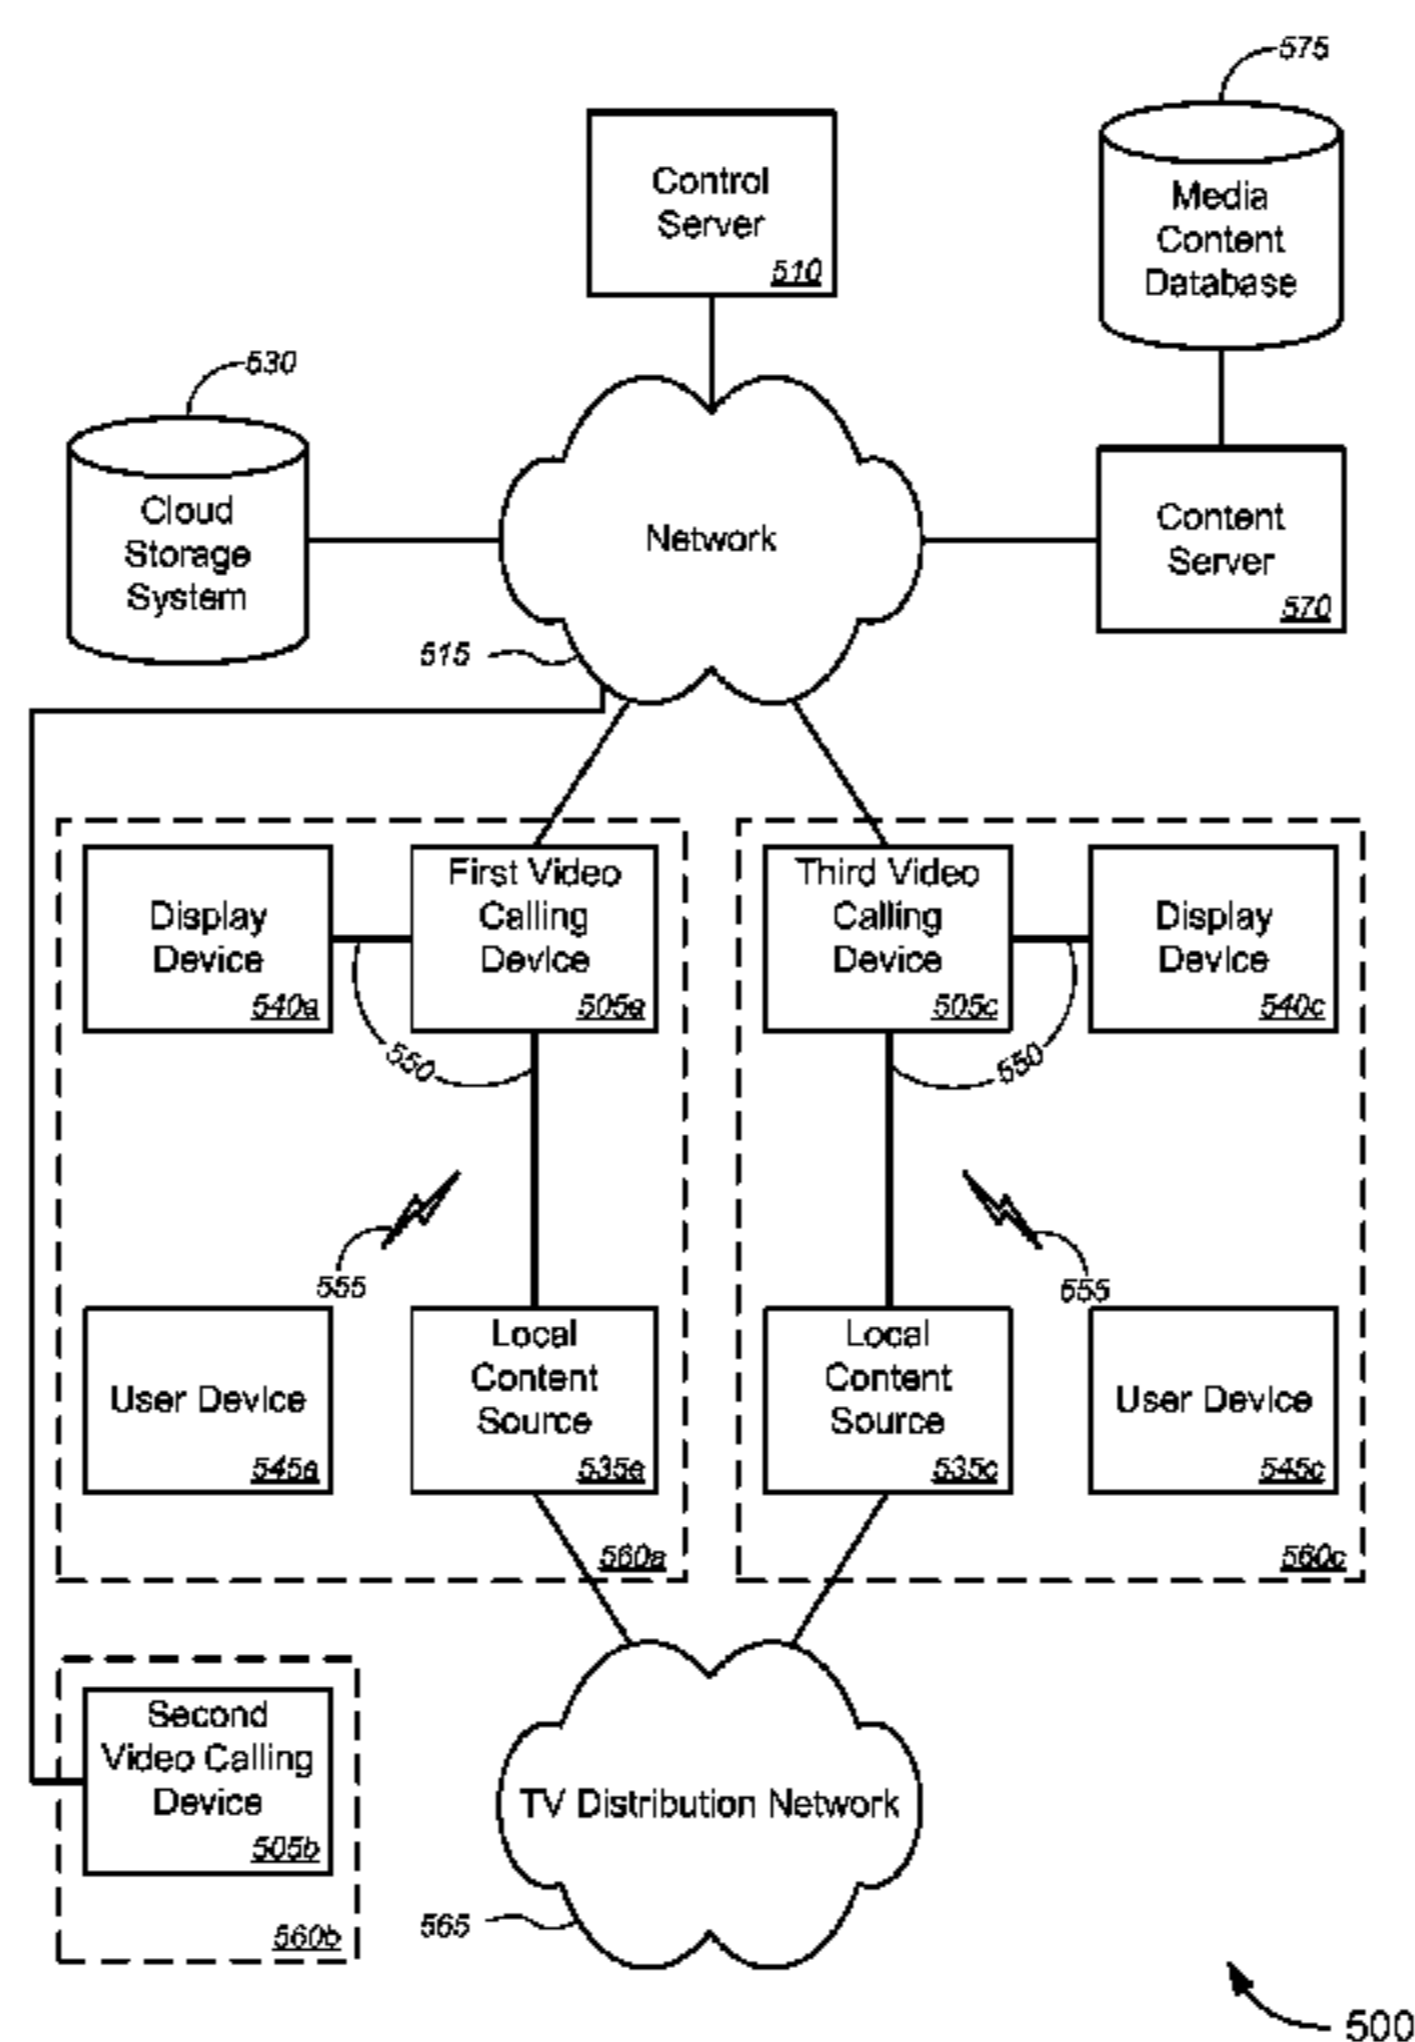 575
Control
Server
510
Media
Content
Database
530
Cloud
Storage
System
Network
Content
Server
570
515
Display
Device
540a
First Video
Calling
Device
505a
Third Video
Calling
Device
505c
Display
Device
540c
550
550
555
555
User Device
545a
Local
Content
Source
535a
Local
Content
Source
535c
User Device
545c
560a
560c
Second
Video Calling
Device
505b
560b
TV Distribution Network
565
500